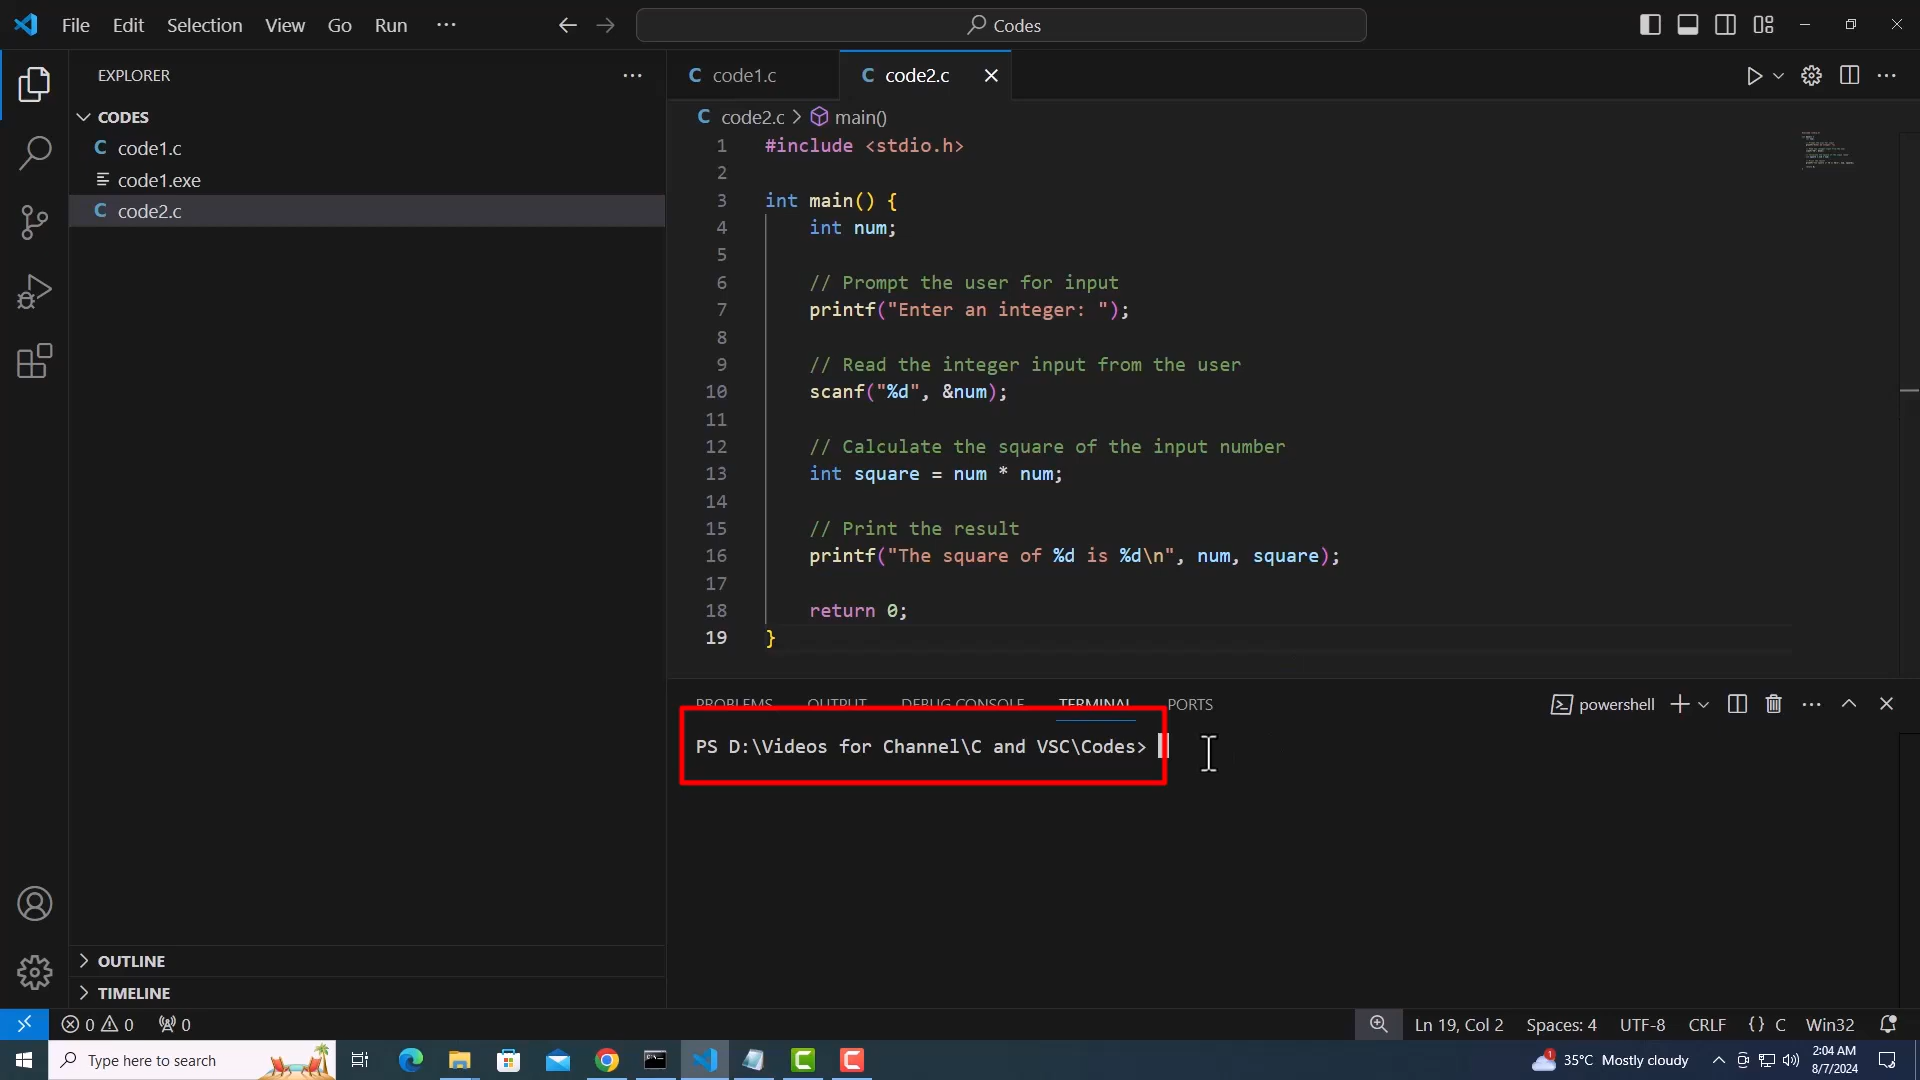 File Edit Selection View Go Run ···
Codes
EXPLORER
CODES
C code1.c
code1.exe
C code2.c
OUTLINE
TIMELINE
C code1.c C code2.c
C code2.c > main()
1 #include <stdio.h>
2
3 int main() {
4 int num;
5
6 // Prompt the user for input
7 printf("Enter an integer: ");
8
9 // Read the integer input from the user
10 scanf("%d", &num);
11
12 // Calculate the square of the input number
13 int square = num * num;
14
15 // Print the result
16 printf("The square of %d is %d\n", num, square);
17
18 return 0;
19 }
PROBLEMS OUTPUT DEBUG CONSOLE TERMINAL PORTS
powershell
PS D:\Videos for Channel\C and VSC\Codes>
0 0 0
Ln 19, Col 2 Spaces: 4 UTF-8 CRLF {} C Win32
Type here to search
1 35°C Mostly cloudy
2:04 AM
8/7/2024